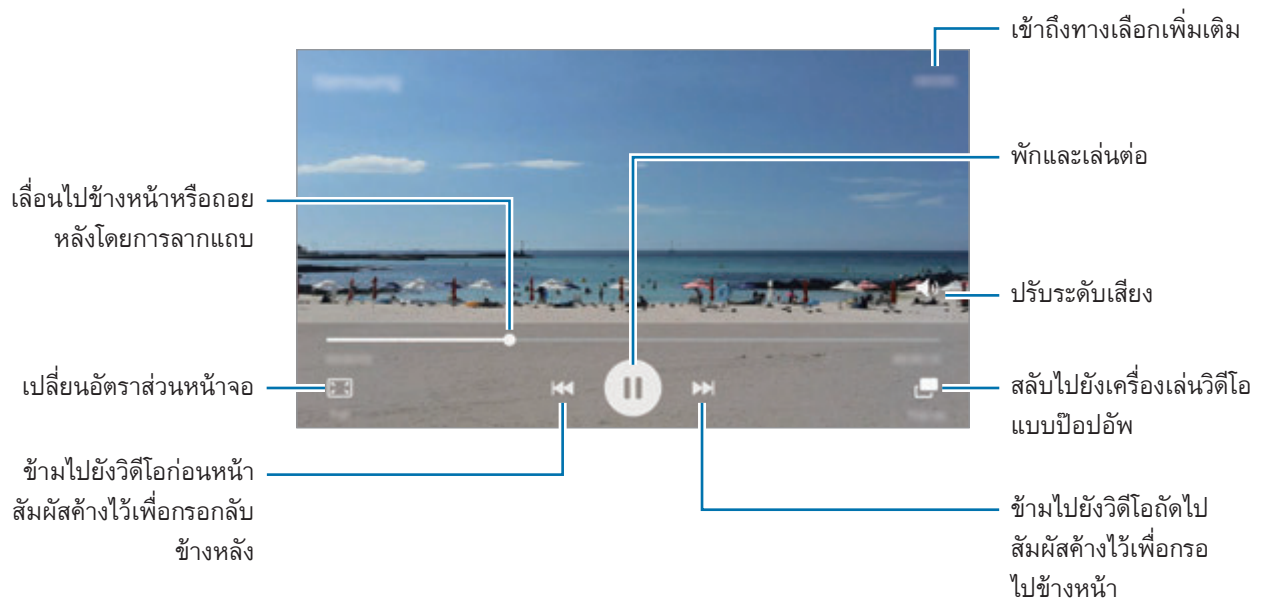 เข้าถึงทางเลือกเพิ่มเติม
พักและเล่นต่อ
เลื่อนไปข้างหน้าหรือถอย
หลังโดยการลากแถบ
ปรับระดับเสียง
เปลี่ยนอัตราส่วนหน้าจอ
สลับไปยังเครื่องเล่นวิดีโอ
แบบป๊อปอัพ
ข้ามไปยังวิดีโอก่อนหน้า
สัมผัสค้างไว้เพื่อกรอกลับ
ข้างหลัง
ข้ามไปยังวิดีโอถัดไป
สัมผัสค้างไว้เพื่อกรอ
ไปข้างหน้า